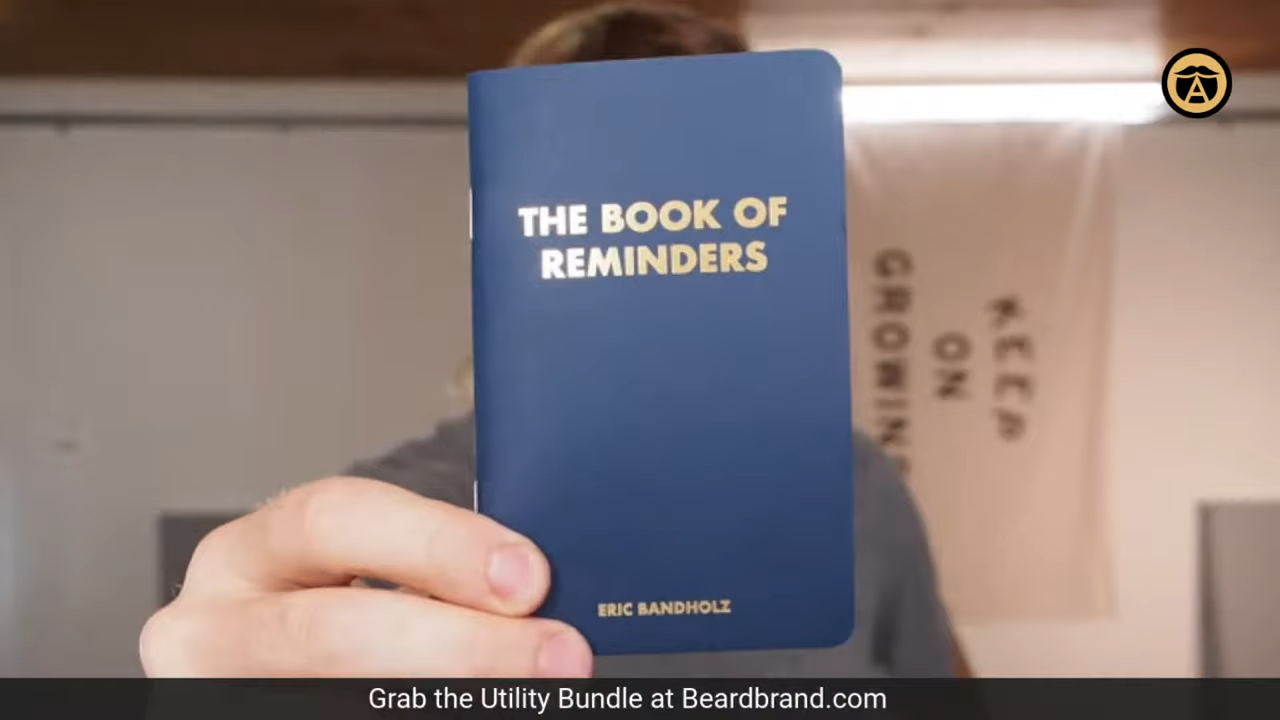 THE BOOK OF
REMINDERS
ERIC BANDHOLZ
KEEP
ON
GROWING
Grab the Utility Bundle at Beardbrand.com